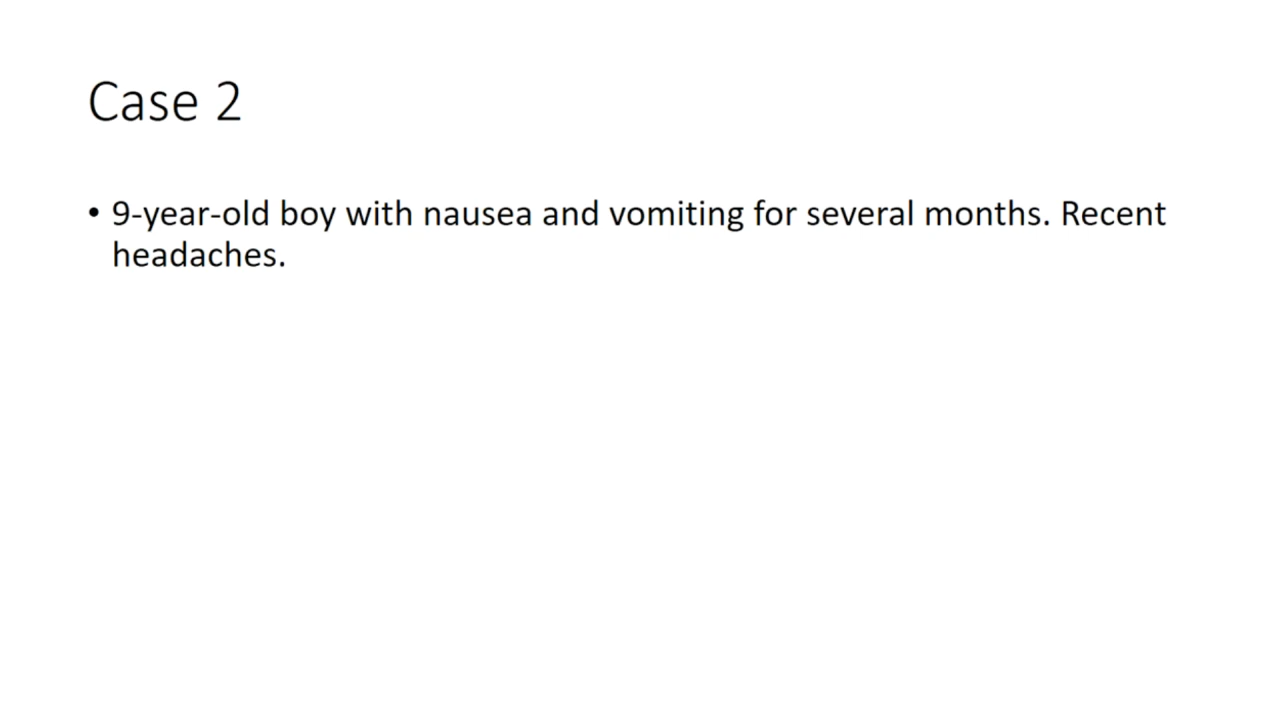 Case 2
• 9-year-old boy with nausea and vomiting for several months. Recent
headaches.